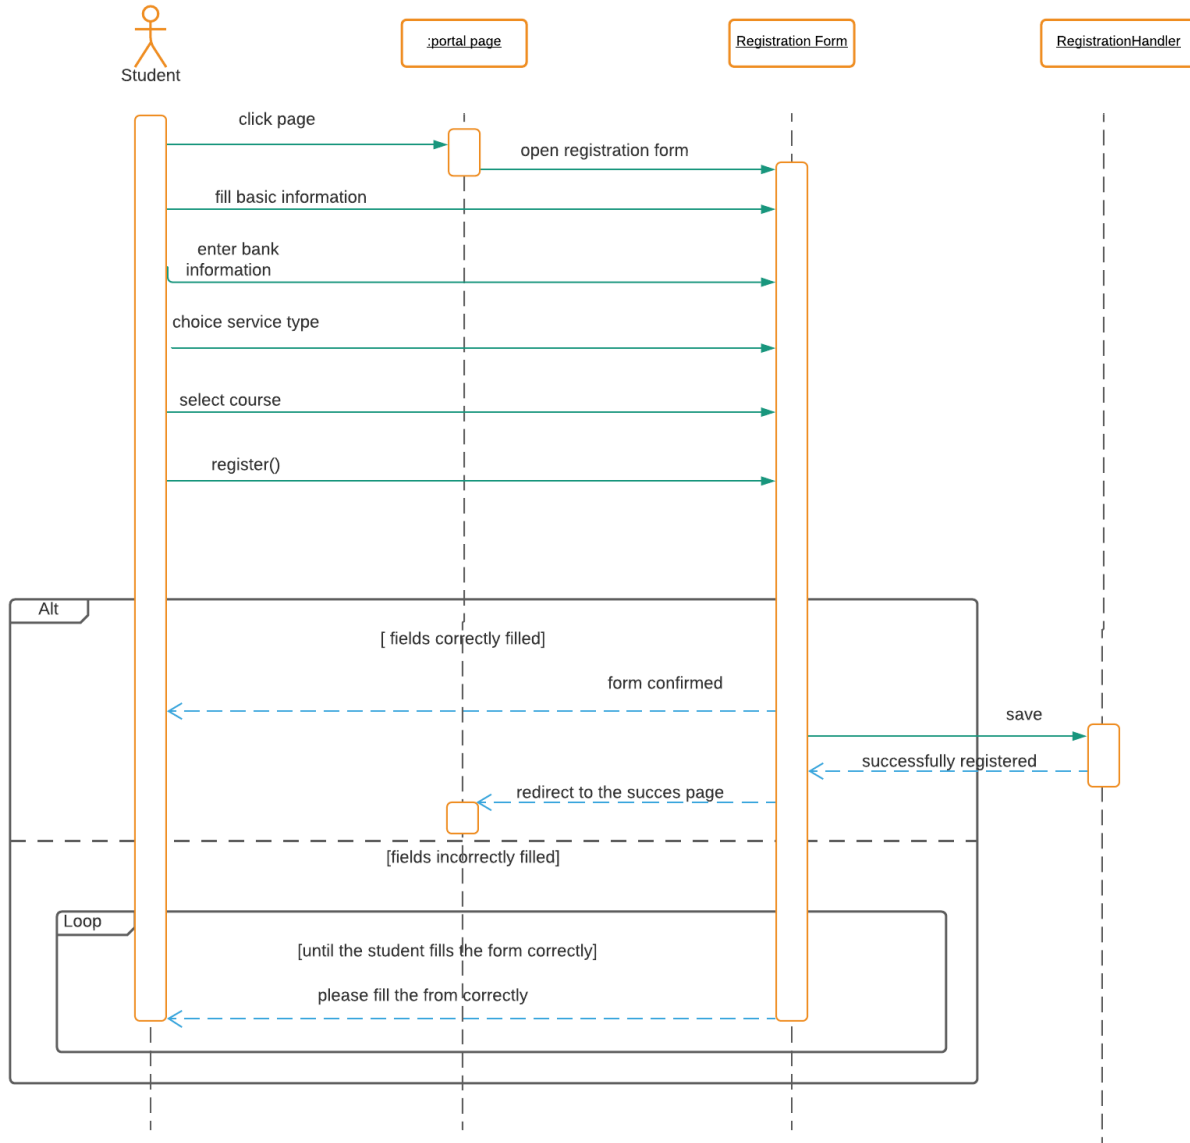 Student
:portal page
Registration Form
RegistrationHandler
click page
open registration form
fill basic information
enter bank
information
choice service type
select course
register()
Alt
[ fields correctly filled]
form confirmed
save
successfully registered
redirect to the succes page
[fields incorrectly filled]
Loop
[until the student fills the form correctly]
please fill the from correctly